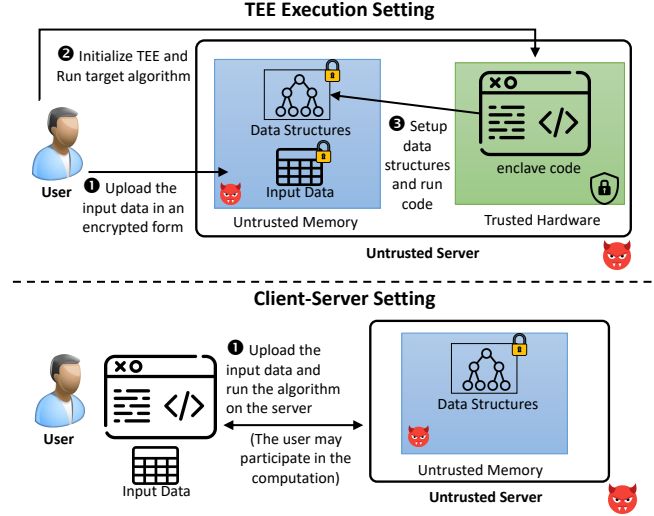 TEE Execution Setting
❷ Initialize TEE and
Run target algorithm
Data Structures
Input Data
Untrusted Memory
❸ Setup
data
structures
and run
code
enclave code
Trusted Hardware
User
❶ Upload the
input data in an
encrypted form
Untrusted Server
Client-Server Setting
User
Input Data
❶ Upload the
input data and
run the algorithm
on the server
(The user may
participate in the
computation)
Data Structures
Untrusted Memory
Untrusted Server